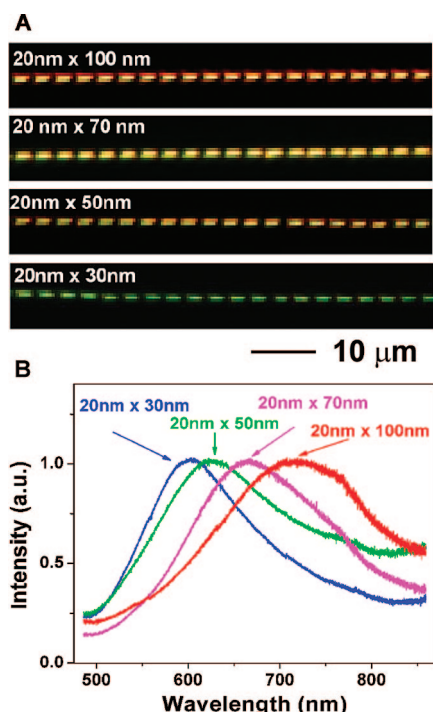 A
20nm x 100 nm
20 nm x 70 nm
20nm x 50nm
20nm x 30nm
10 μm
B
20nm x 30nm
20nm x 50nm
20nm x 70nm
20nm x 100nm
Intensity (a.u.)
1.0
0.5
0.0
500 600 700 800
Wavelength (nm)